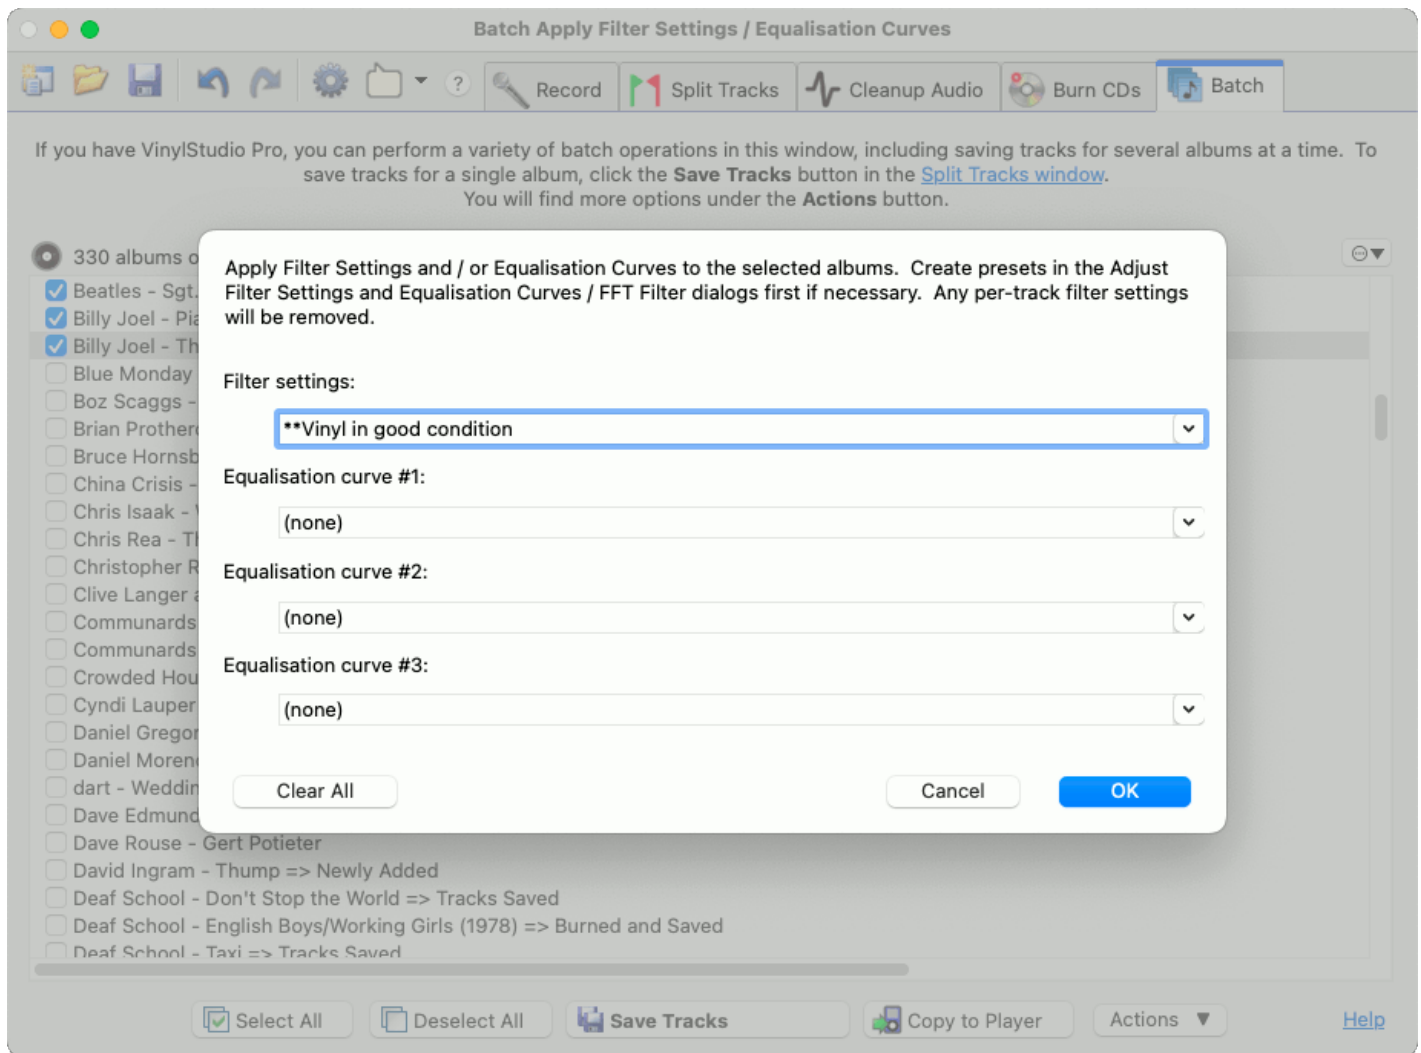 Batch Apply Filter Settings / Equalisation Curves
? Record Split Tracks Cleanup Audio Burn CDs Batch
If you have VinylStudio Pro, you can perform a variety of batch operations in this window, including saving tracks for several albums at a time. To
save tracks for a single album, click the Save Tracks button in the Split Tracks window.
You will find more options under the Actions button.
330 albums
Apply Filter Settings and / or Equalisation Curves to the selected albums. Create presets in the Adjust
Filter Settings and Equalisation Curves / FFT Filter dialogs first if necessary. Any per-track filter settings
will be removed.
Filter settings:
**Vinyl in good condition
Equalisation curve #1:
(none)
Equalisation curve #2:
(none)
Equalisation curve #3:
(none)
Clear All Cancel OK
Beatles - Sgt.
Billy Joel - Pia
Billy Joel - Th
Blue Monday
Boz Scaggs -
Brian Prothero
Bruce Hornsb
China Crisis -
Chris Isaak -
Chris Rea - Th
Christopher R
Clive Langer a
Communards
Communards
Crowded Hou
Cyndi Lauper
Daniel Gregor
Daniel Moreno
dart - Weddin
Dave Edmund
Dave Rouse - Gert Potieter
David Ingram - Thump => Newly Added
Deaf School - Don't Stop the World => Tracks Saved
Deaf School - English Boys/Working Girls (1978) => Burned and Saved
Deaf School - Taxi => Tracks Saved
Select All Deselect All Save Tracks Copy to Player Actions ▼ Help